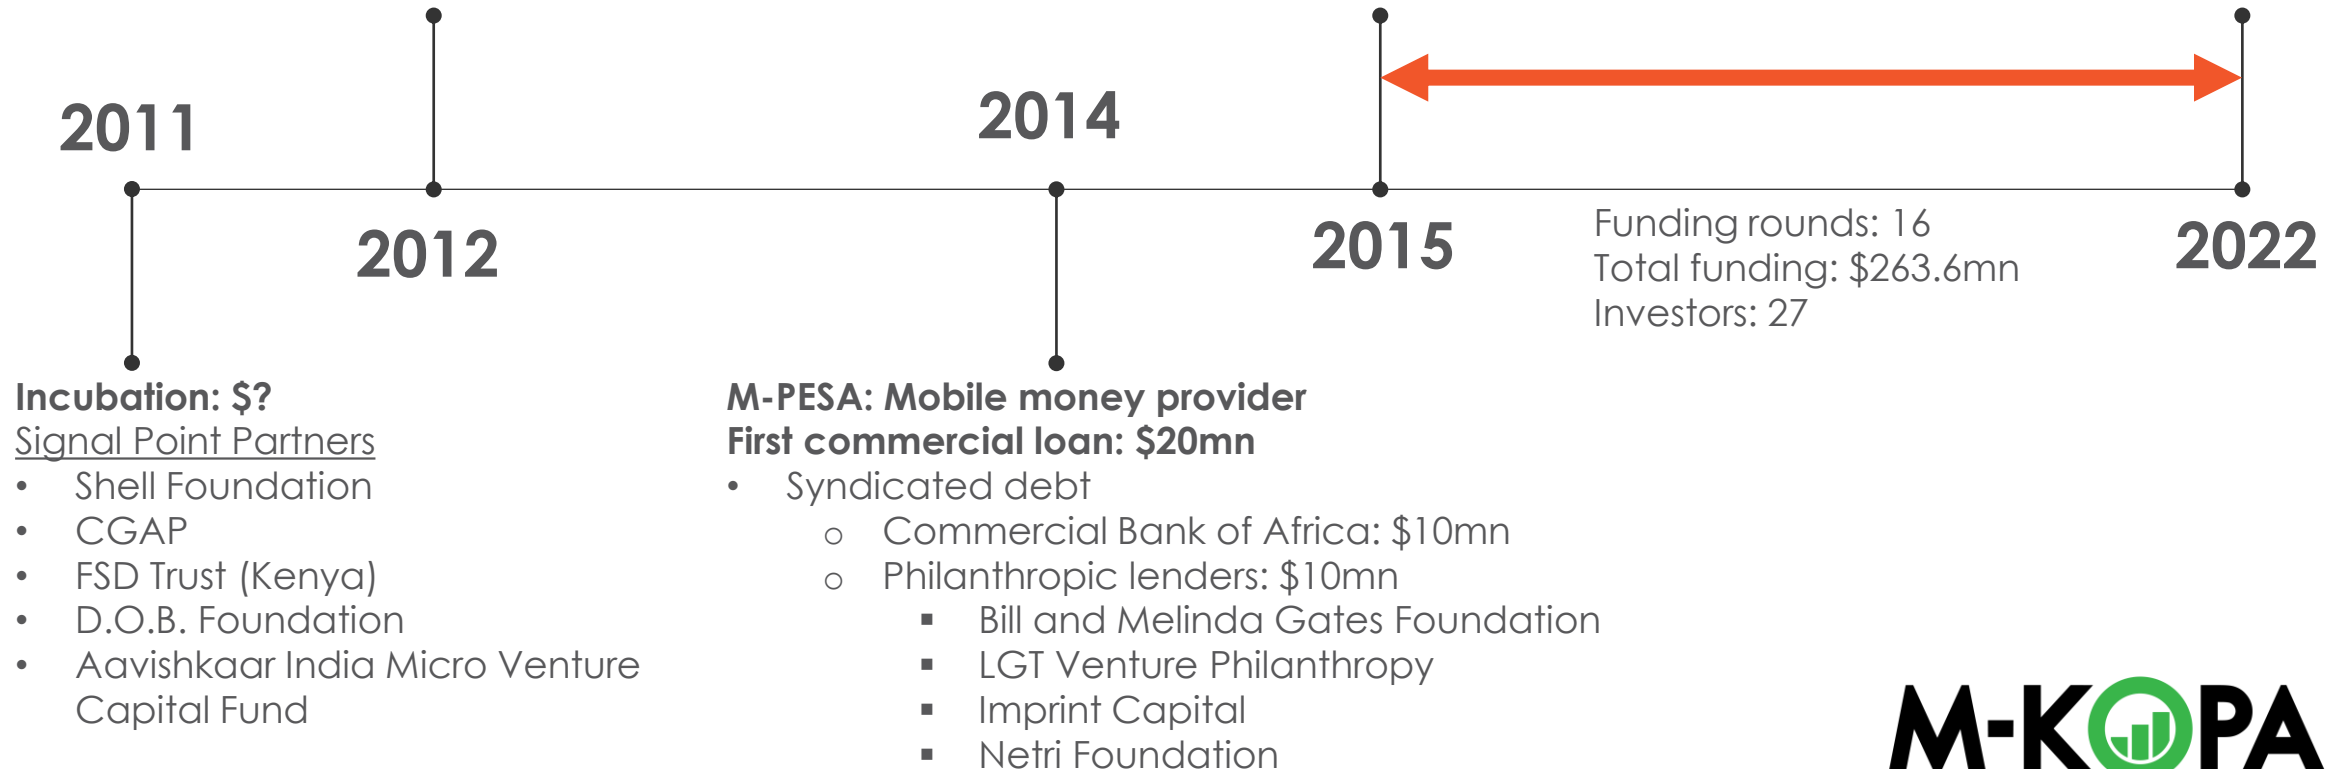 2011
2014
2012
2015
2022
Funding rounds: 16
Total funding: $263.6mn
Investors: 27
Incubation: $?
Signal Point Partners
• Shell Foundation
• CGAP
• FSD Trust (Kenya)
• D.O.B. Foundation
• Aavishkaar India Micro Venture
Capital Fund
M-PESA: Mobile money provider
First commercial loan: $20mn
• Syndicated debt
o Commercial Bank of Africa: $10mn
o Philanthropic lenders: $10mn
▪ Bill and Melinda Gates Foundation
▪ LGT Venture Philanthropy
▪ Imprint Capital
▪ Netri Foundation
M-KOPA